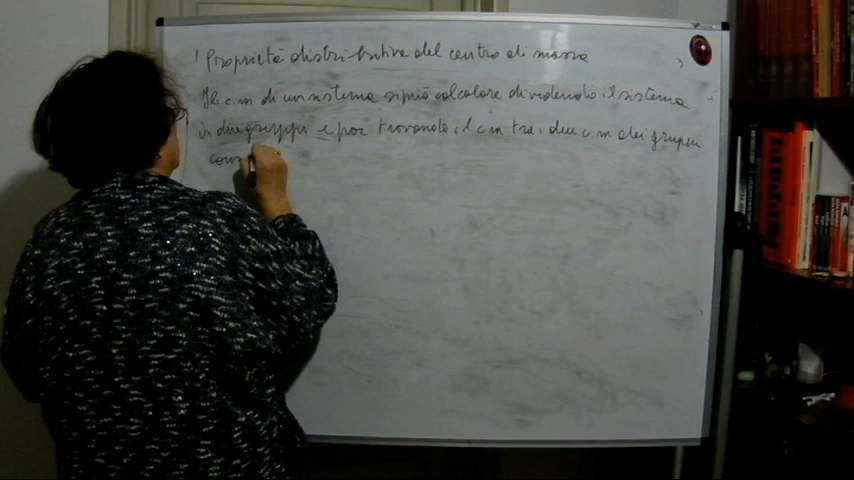 Proprietà distributiva del centro di massa
Il c.m. di un sistema si può calcolare dividendo il sistema
in due gruppi e poi trovando il c m tra i due c m dei gruppi